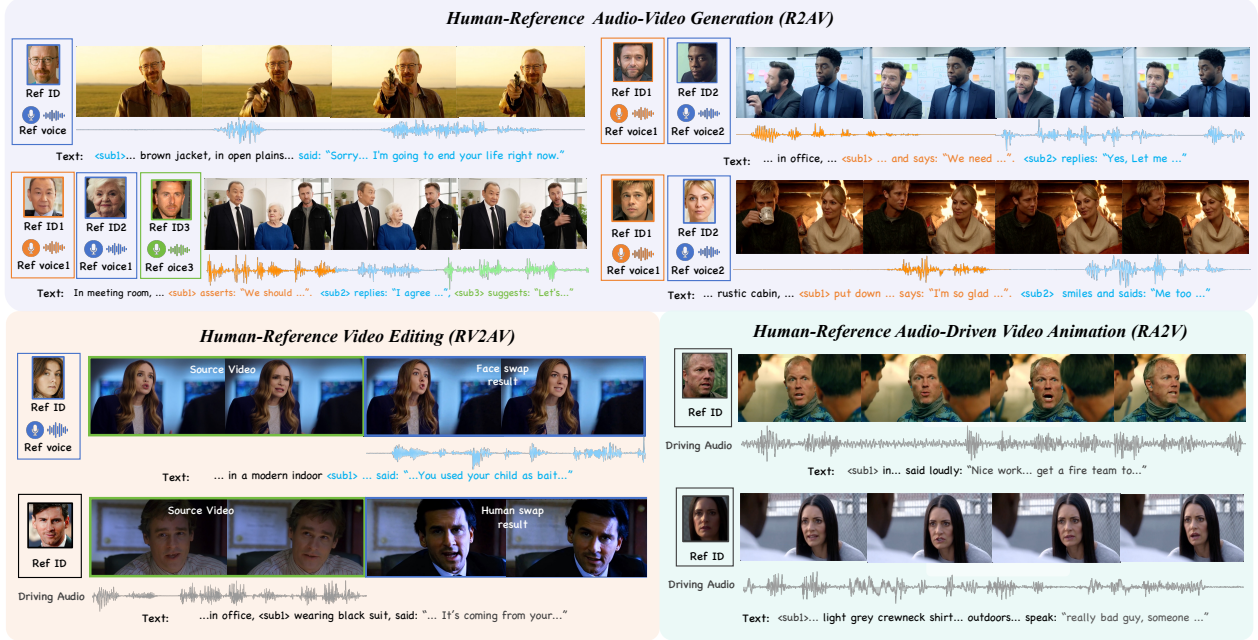 Human-Reference Audio-Video Generation (R2AV)
Ref ID
Ref voice
Text: <sub1>... brown jacket, in open plains... said: “Sorry... I'm going to end your life right now.”
Ref ID1
Ref ID2
Ref voice1
Ref voice2
Text: ... in office, ... <sub1> ... and says: “We need ...”. <sub2> replies: “Yes, Let me ...”
Ref ID1
Ref ID2
Ref ID3
Ref voice1
Ref voice1
Ref oice3
Text: In meeting room, ... <sub1> asserts: “We should ...”. <sub2> replies: “I agree ...”, <sub3> suggests: “Let's...”
Ref ID1
Ref ID2
Ref voice1
Ref voice2
Text: ... rustic cabin, ... <sub1> put down ... says: “I'm so glad ...”. <sub2> smiles and saids: “Me too ...”
Human-Reference Video Editing (RV2AV)
Ref ID
Ref voice
Source Video
Face swap
result
Text: ... in a modern indoor <sub1> ... said: “...You used your child as bait...”
Ref ID
Source Video
Human swap
result
Driving Audio
Text: ...in office, <sub1> wearing black suit, said: “... It's coming from your...”
Human-Reference Audio-Driven Video Animation (RA2V)
Ref ID
Driving Audio
Text: <sub1> in... said loudly: “Nice work... get a fire team to...”
Ref ID
Driving Audio
Text: <sub1>... light grey crewneck shirt... outdoors... speak: “really bad guy, someone ...”